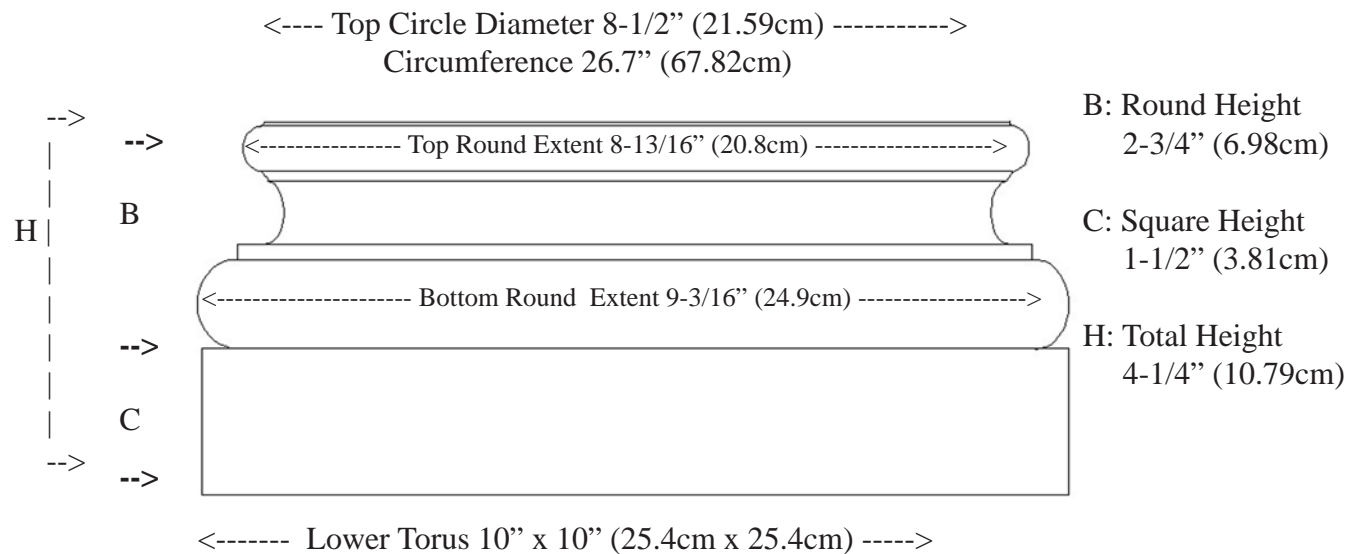 <---- Top Circle Diameter 8-1/2” (21.59cm) ----------->
Circumference 26.7” (67.82cm)
B: Round Height
2-3/4” (6.98cm)
<---------------- Top Round Extent 8-13/16” (20.8cm) -------------------->
B
H
C: Square Height
1-1/2” (3.81cm)
<--------------------- Bottom Round Extent 9-3/16” (24.9cm) ------------------->
H: Total Height
4-1/4” (10.79cm)
C
<------- Lower Torus 10” x 10” (25.4cm x 25.4cm) ----->